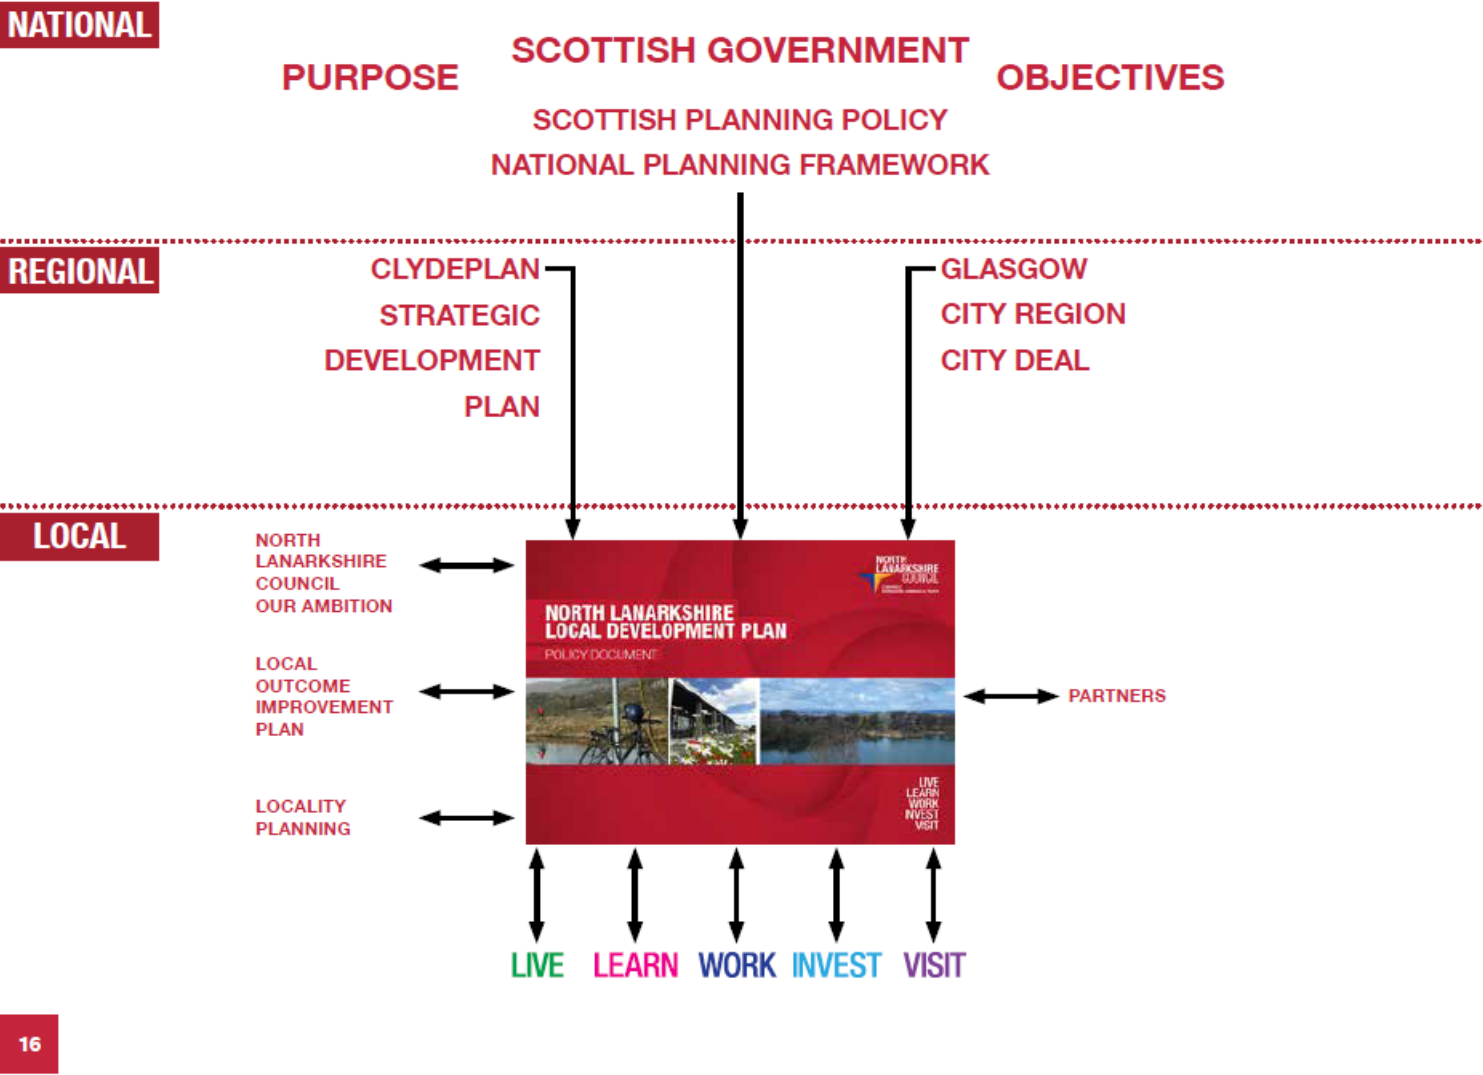 NATIONAL
SCOTTISH GOVERNMENT
PURPOSE
OBJECTIVES
SCOTTISH PLANNING POLICY
NATIONAL PLANNING FRAMEWORK
REGIONAL
CLYDEPLAN
STRATEGIC
DEVELOPMENT
PLAN
GLASGOW
CITY REGION
CITY DEAL
LOCAL
NORTH
LANARKSHIRE
COUNCIL
OUR AMBITION
LOCAL
OUTCOME
IMPROVEMENT
PLAN
LOCALITY
PLANNING
NORTH
LANARKSHIRE
COUNCIL
NORTH LANARKSHIRE
LOCAL DEVELOPMENT PLAN
POLICY DOCUMENT
LIVE
LEARN
WORK
INVEST
VISIT
PARTNERS
LIVE LEARN WORK INVEST VISIT
16